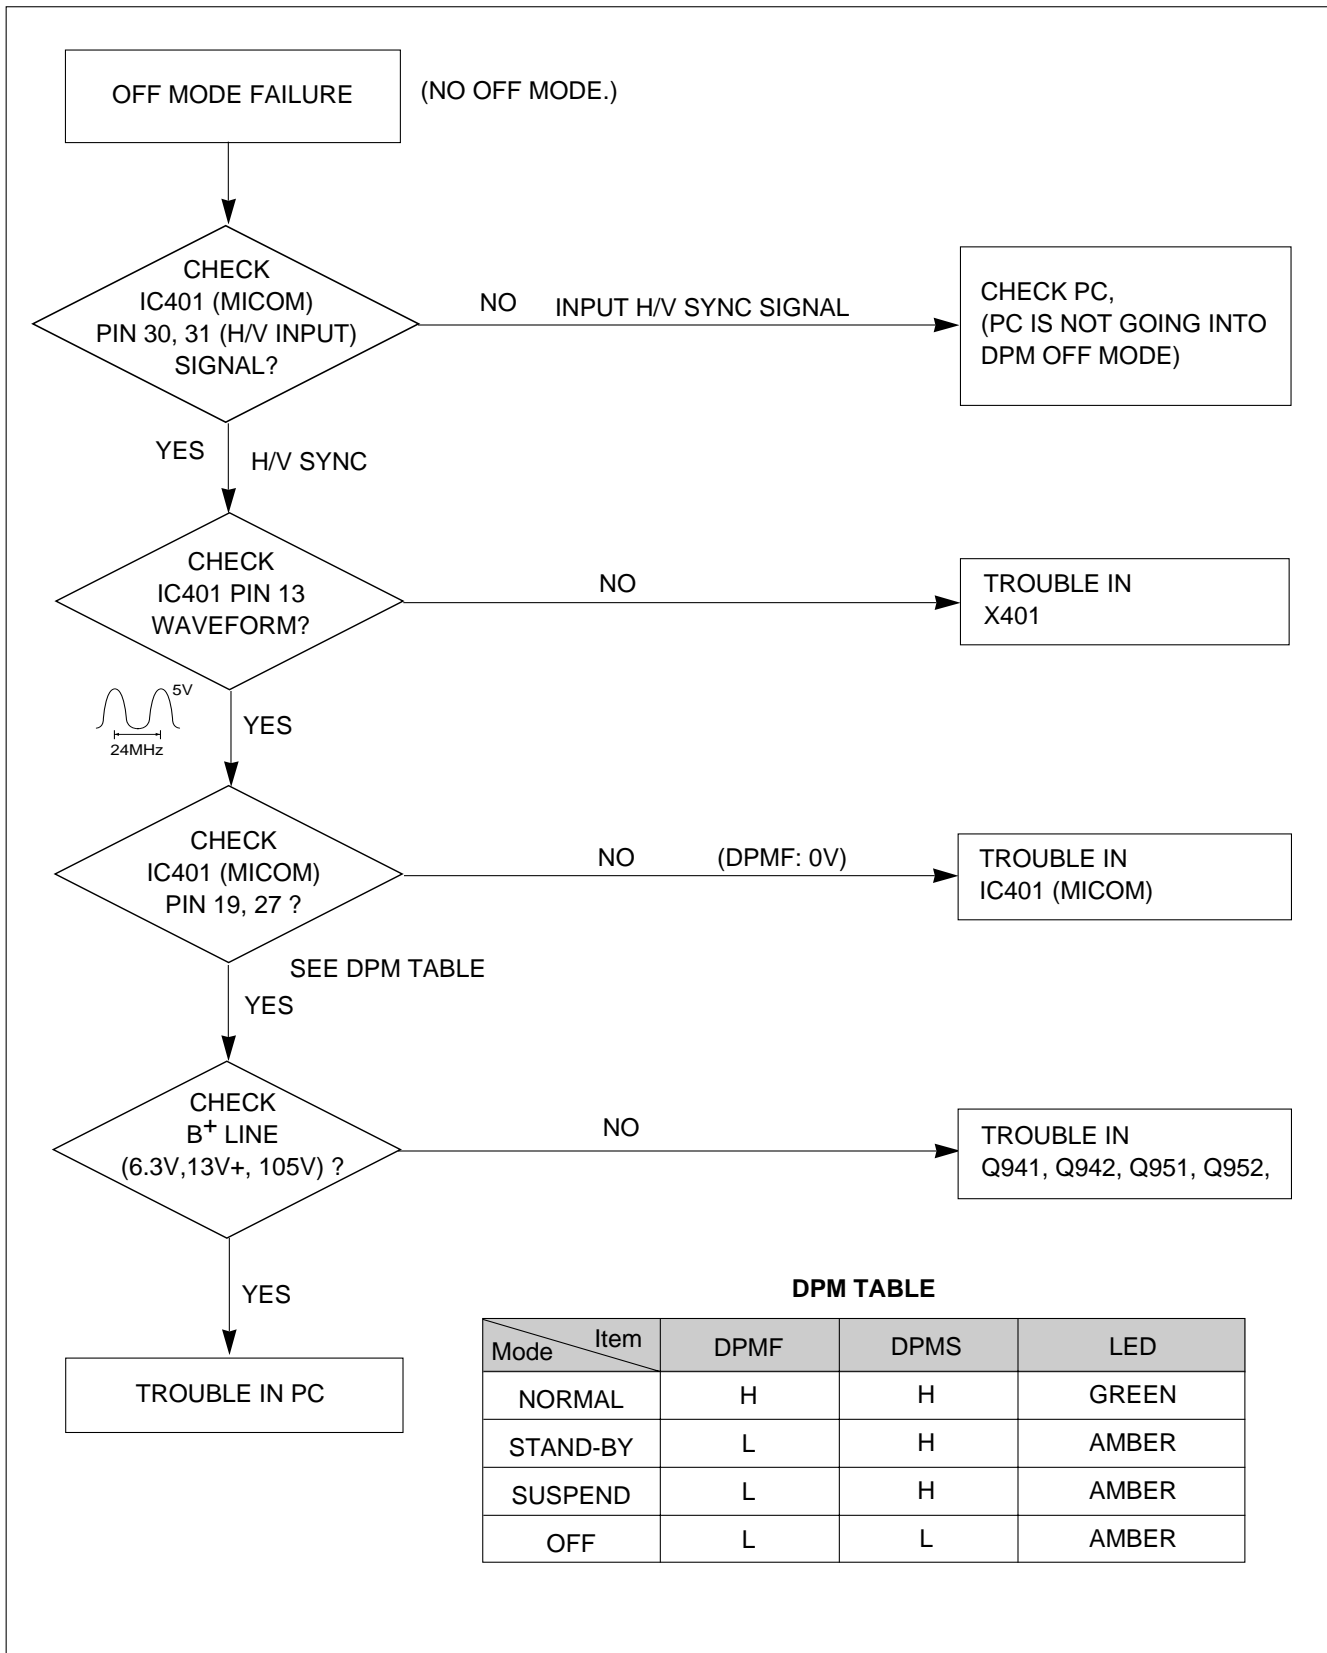 OFF MODE FAILURE
(NO OFF MODE.)
CHECK
IC401 (MICOM)
PIN 30, 31 (H/V INPUT)
SIGNAL?
NO
INPUT H/V SYNC SIGNAL
CHECK PC,
(PC IS NOT GOING INTO
DPM OFF MODE)
YES
H/V SYNC
CHECK
IC401 PIN 13
WAVEFORM?
NO
TROUBLE IN
X401
5V
24MHz
YES
CHECK
IC401 (MICOM)
PIN 19, 27 ?
NO
(DPMF: 0V)
TROUBLE IN
IC401 (MICOM)
SEE DPM TABLE
YES
CHECK
B+ LINE
(6.3V,13V+, 105V) ?
NO
TROUBLE IN
Q941, Q942, Q951, Q952,
YES
TROUBLE IN PC
DPM TABLE
Mode Item DPMF DPMS LED
NORMAL H H GREEN
STAND-BY L H AMBER
SUSPEND L H AMBER
OFF L L AMBER